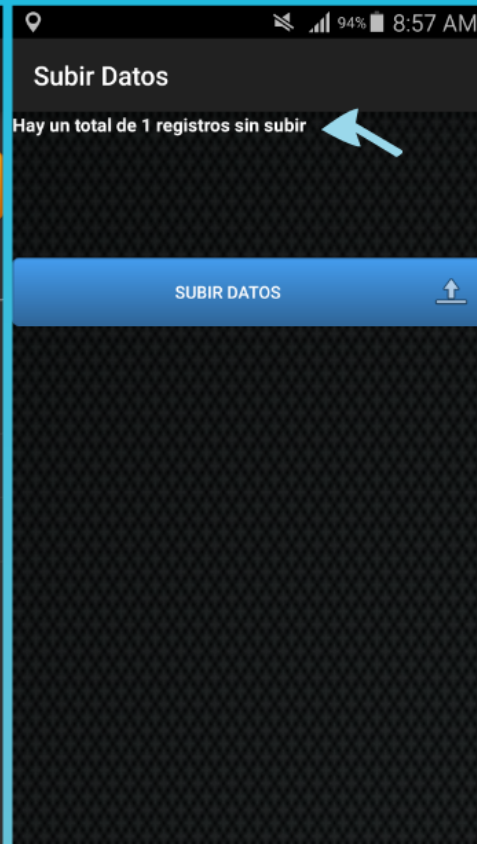 94% 8:57 AM
Subir Datos
Hay un total de 1 registros sin subir
SUBIR DATOS